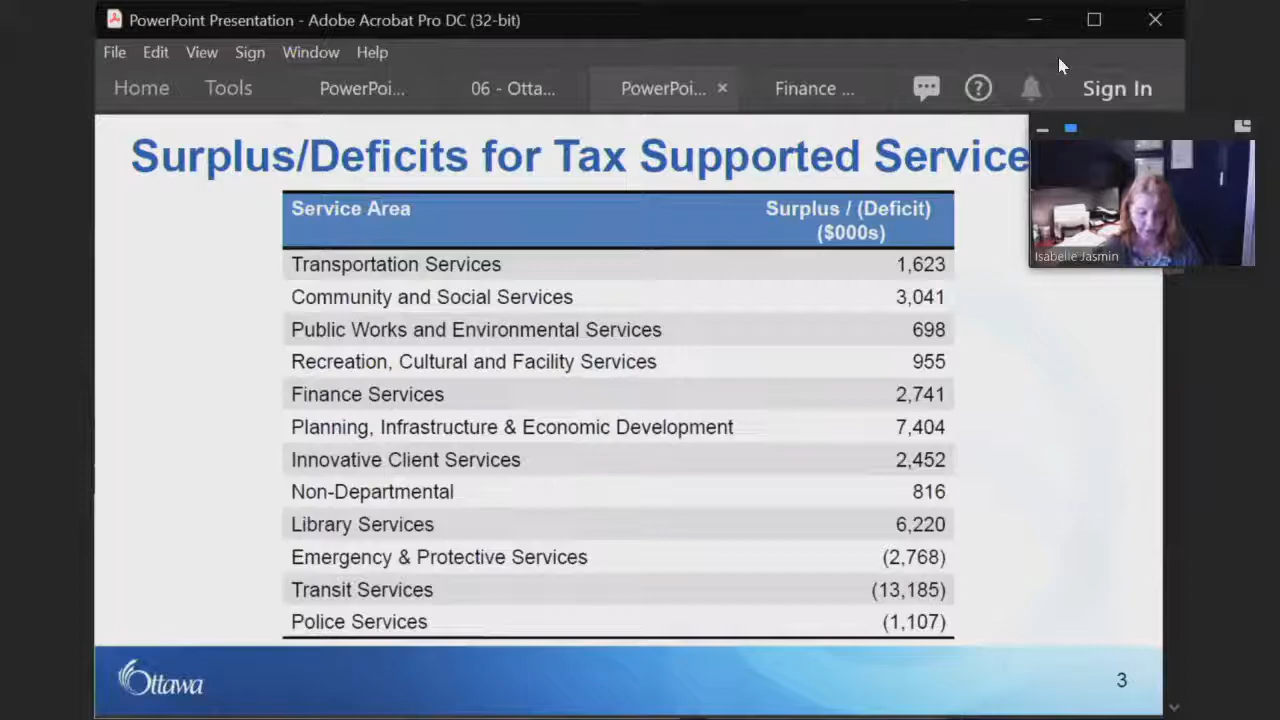 PowerPoint Presentation - Adobe Acrobat Pro DC (32-bit)
File Edit View Sign Window Help
Home Tools PowerPoi... 06 - Otta... PowerPoi... × Finance ... Sign In
Surplus/Deficits for Tax Supported Service
Service Area Surplus / (Deficit)
($000s)
Transportation Services 1,623
Community and Social Services 3,041
Public Works and Environmental Services 698
Recreation, Cultural and Facility Services 955
Finance Services 2,741
Planning, Infrastructure & Economic Development 7,404
Innovative Client Services 2,452
Non-Departmental 816
Library Services 6,220
Emergency & Protective Services (2,768)
Transit Services (13,185)
Police Services (1,107)
Isabelle Jasmin
Ottawa
3